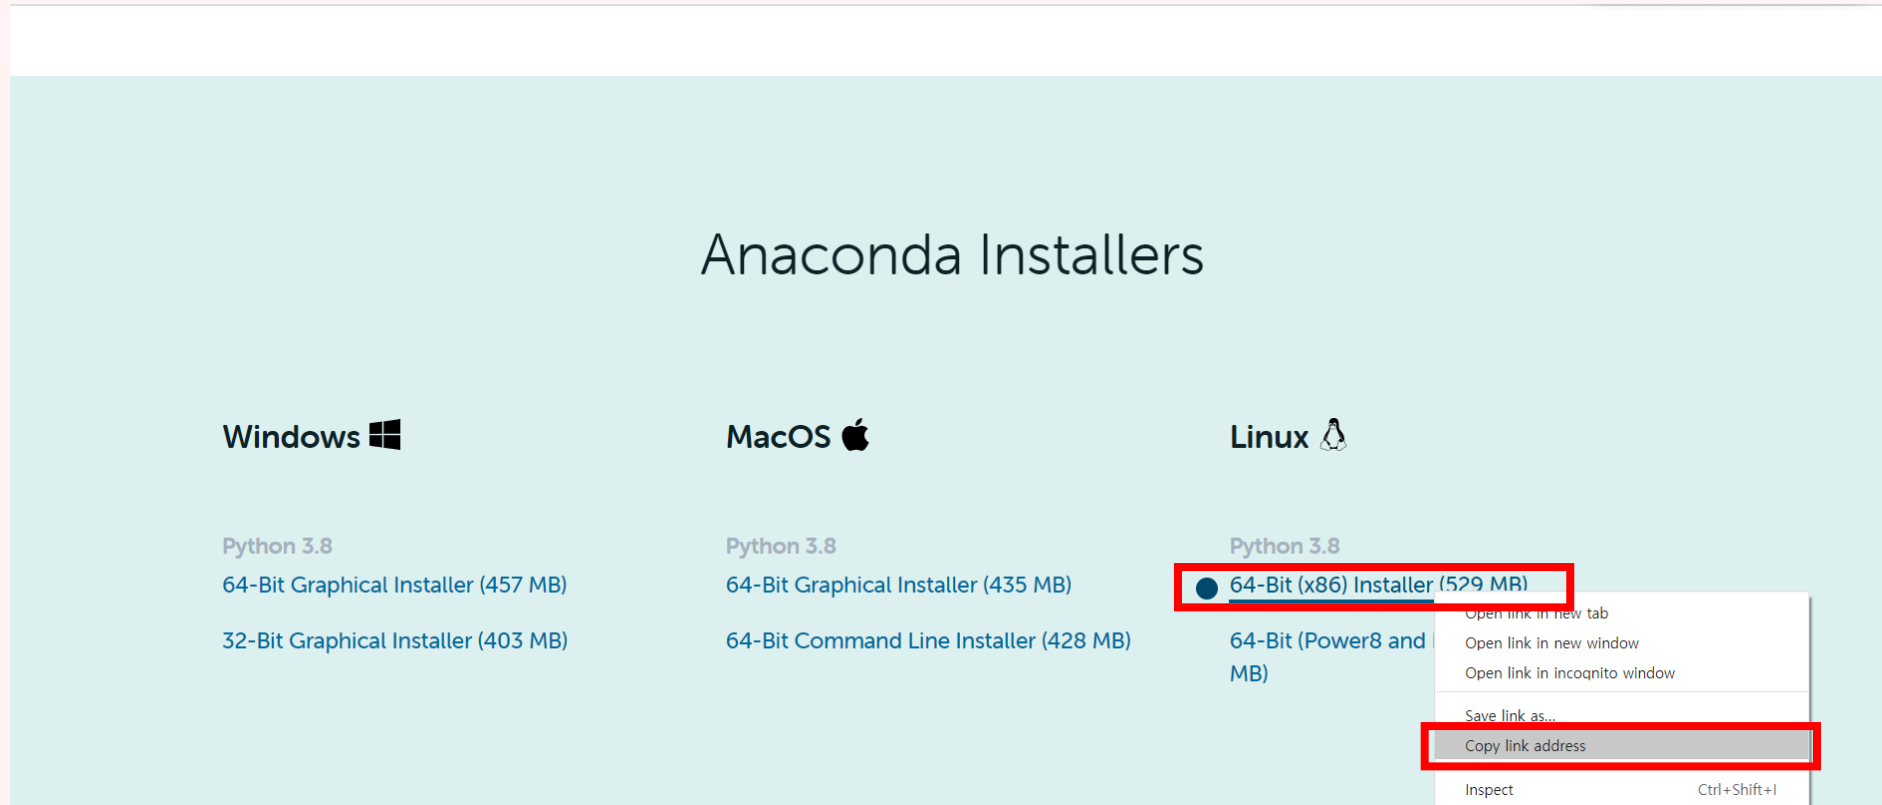 Anaconda Installers
Windows
MacOS
Linux
Python 3.8
64-Bit Graphical Installer (457 MB)
32-Bit Graphical Installer (403 MB)
Python 3.8
64-Bit Graphical Installer (435 MB)
64-Bit Command Line Installer (428 MB)
Python 3.8
64-Bit (x86) Installer (529 MB)
64-Bit (Power8 and
MB)
Open link in new tab
Open link in new window
Open link in incognito window
Save link as...
Copy link address
Inspect Ctrl+Shift+I